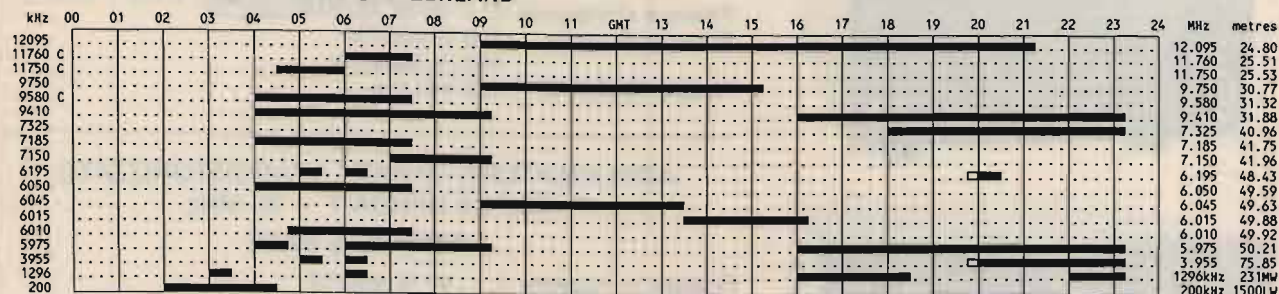 kHz 00 01 02 03 04 05 06 07 08 09 10 11 GMT 13 14 15 16 17 18 19 20 21 22 23 24 MHz metres
12095 12.095 24.80
11760 C 11.760 25.51
11750 C 11.750 25.53
9750 9.750 30.77
9580 C 9.580 31.32
9410 9.410 31.88
7325 7.325 40.96
7185 7.185 41.75
7150 7.150 41.96
6195 6.195 48.43
6050 6.050 49.59
6045 6.045 49.63
6015 6.015 49.88
6010 6.010 49.92
5975 5.975 50.21
3955 3.955 75.85
1296 1296kHz 231MW
200 200kHz 1500LW